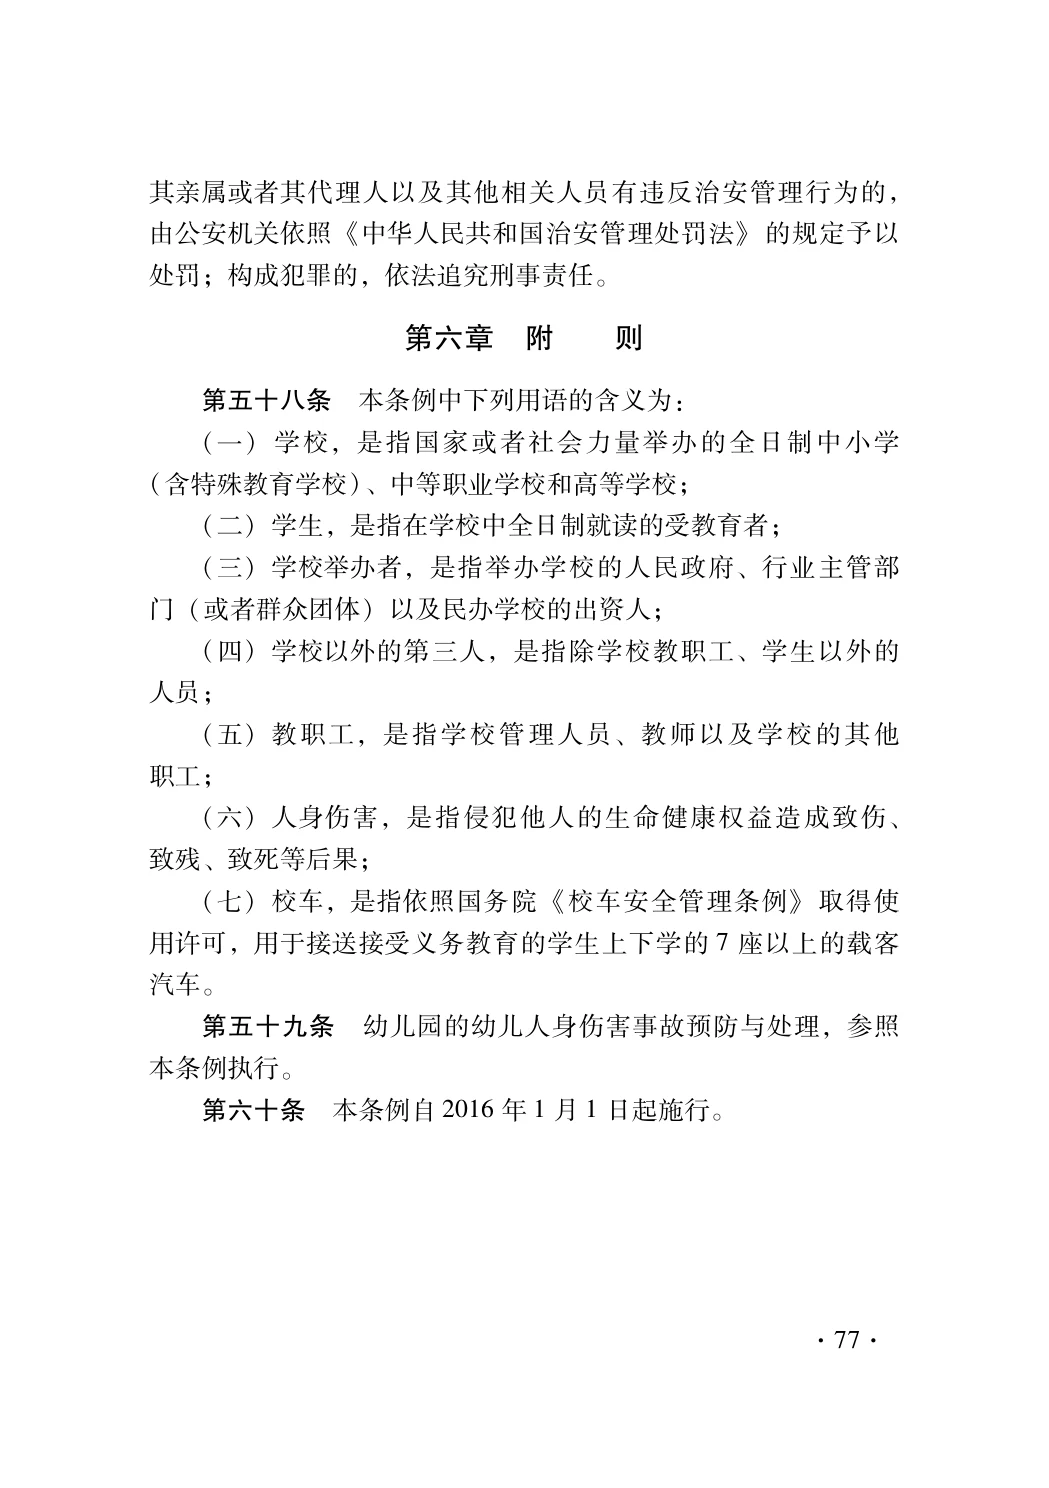 其亲属或者其代理人以及其他相关人员有违反治安管理行为的,
由公安机关依照《中华人民共和国治安管理处罚法》的规定予以
处罚; 构成犯罪的, 依法追究刑事责任。
第六章 附 则
第五十八条 本条例中下列用语的含义为:
(一) 学校, 是指国家或者社会力量举办的全日制中小学
(含特殊教育学校)、中等职业学校和高等学校;
(二) 学生, 是指在学校中全日制就读的受教育者;
(三) 学校举办者, 是指举办学校的人民政府、行业主管部
门 (或者群众团体) 以及民办学校的出资人;
(四) 学校以外的第三人, 是指除学校教职工、学生以外的
人员;
(五) 教职工, 是指学校管理人员、教师以及学校的其他
职工;
(六) 人身伤害, 是指侵犯他人的生命健康权益造成致伤、
致残、致死等后果;
(七) 校车, 是指依照国务院《校车安全管理条例》取得使
用许可, 用于接送接受义务教育的学生上下学的 7 座以上的载客
汽车。
第五十九条 幼儿园的幼儿人身伤害事故预防与处理, 参照
本条例执行。
第六十条 本条例自 2016 年 1 月 1 日起施行。
· 77 ·